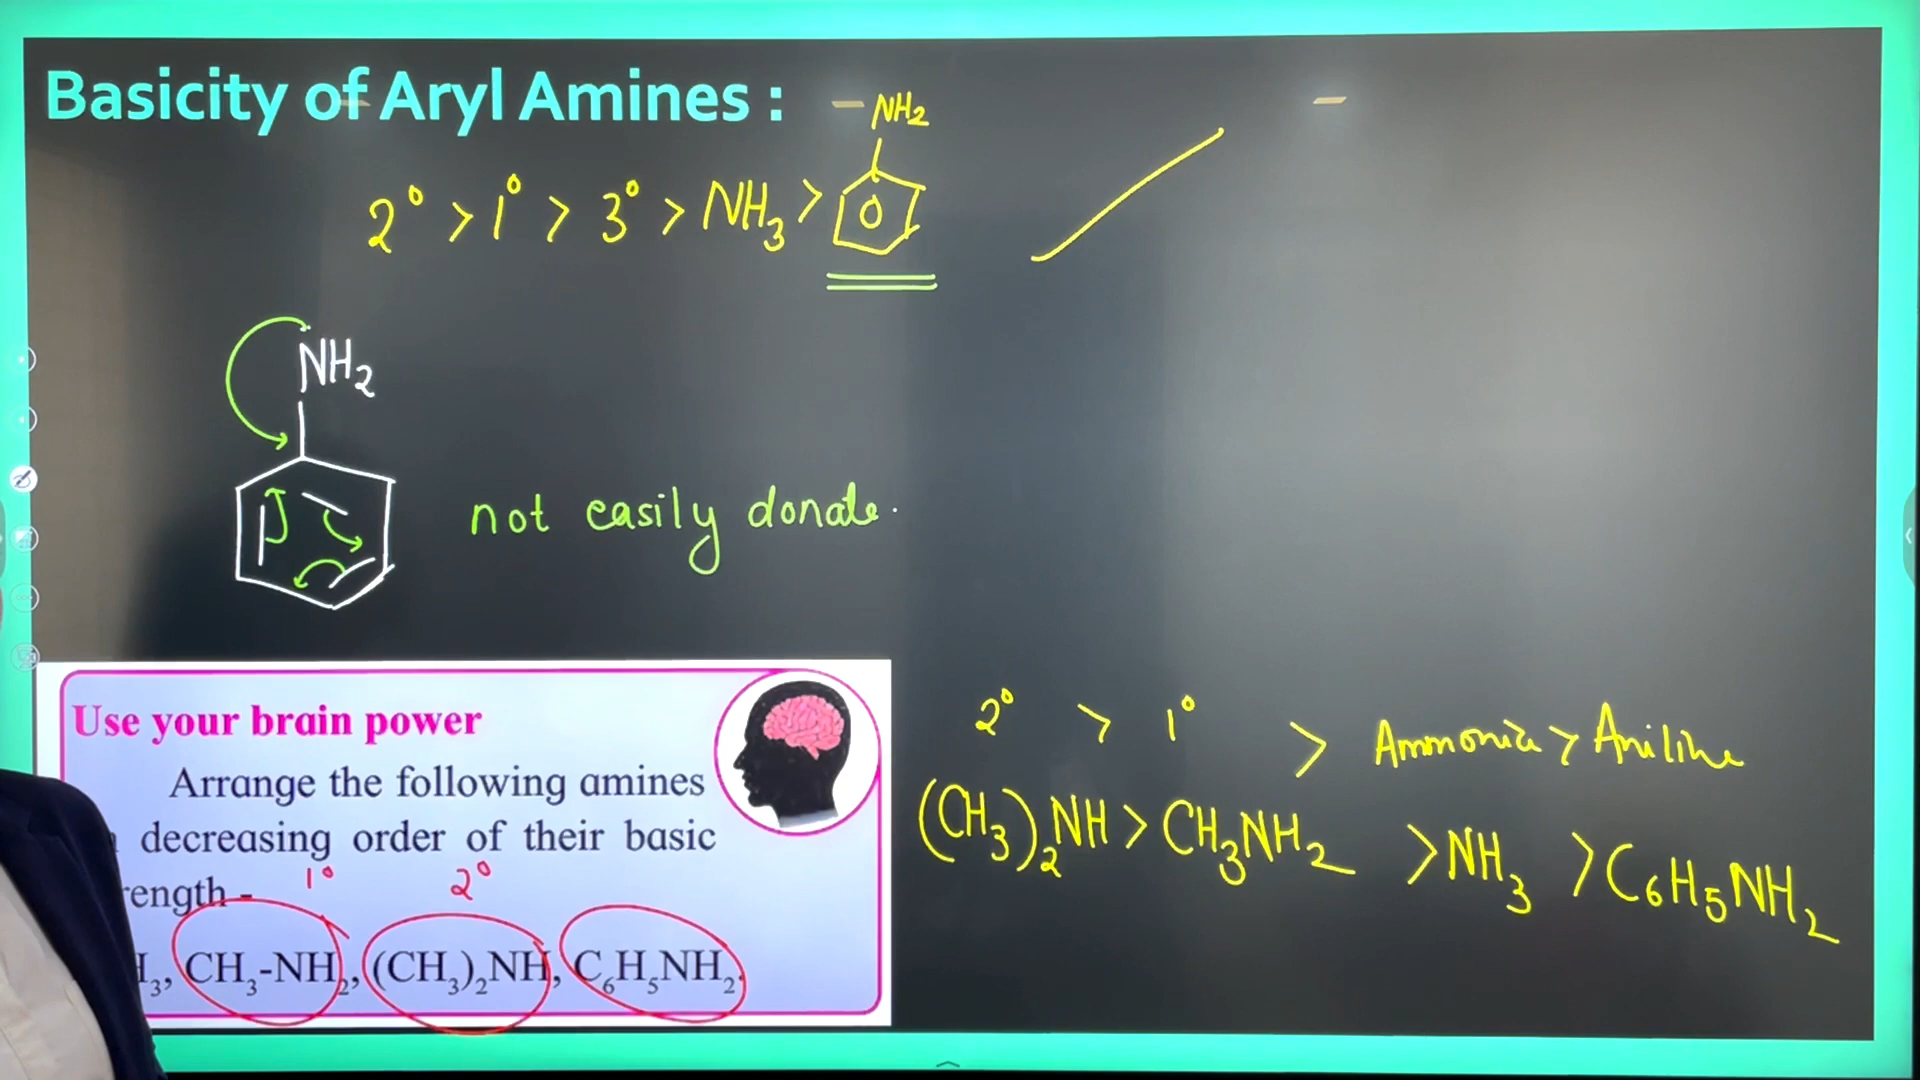 Basicity of Aryl Amines :
NH2
2° > 1° > 3° > NH3 >
NH2
not easily donate.
Use your brain power
Arrange the following amines
decreasing order of their basic
rength -
1° 2°
H3, CH3-NH2, (CH3)2NH, C6H5NH2.
2° > 1° > Ammonia > Aniline
(CH3)2NH > CH3NH2 > NH3 > C6H5NH2